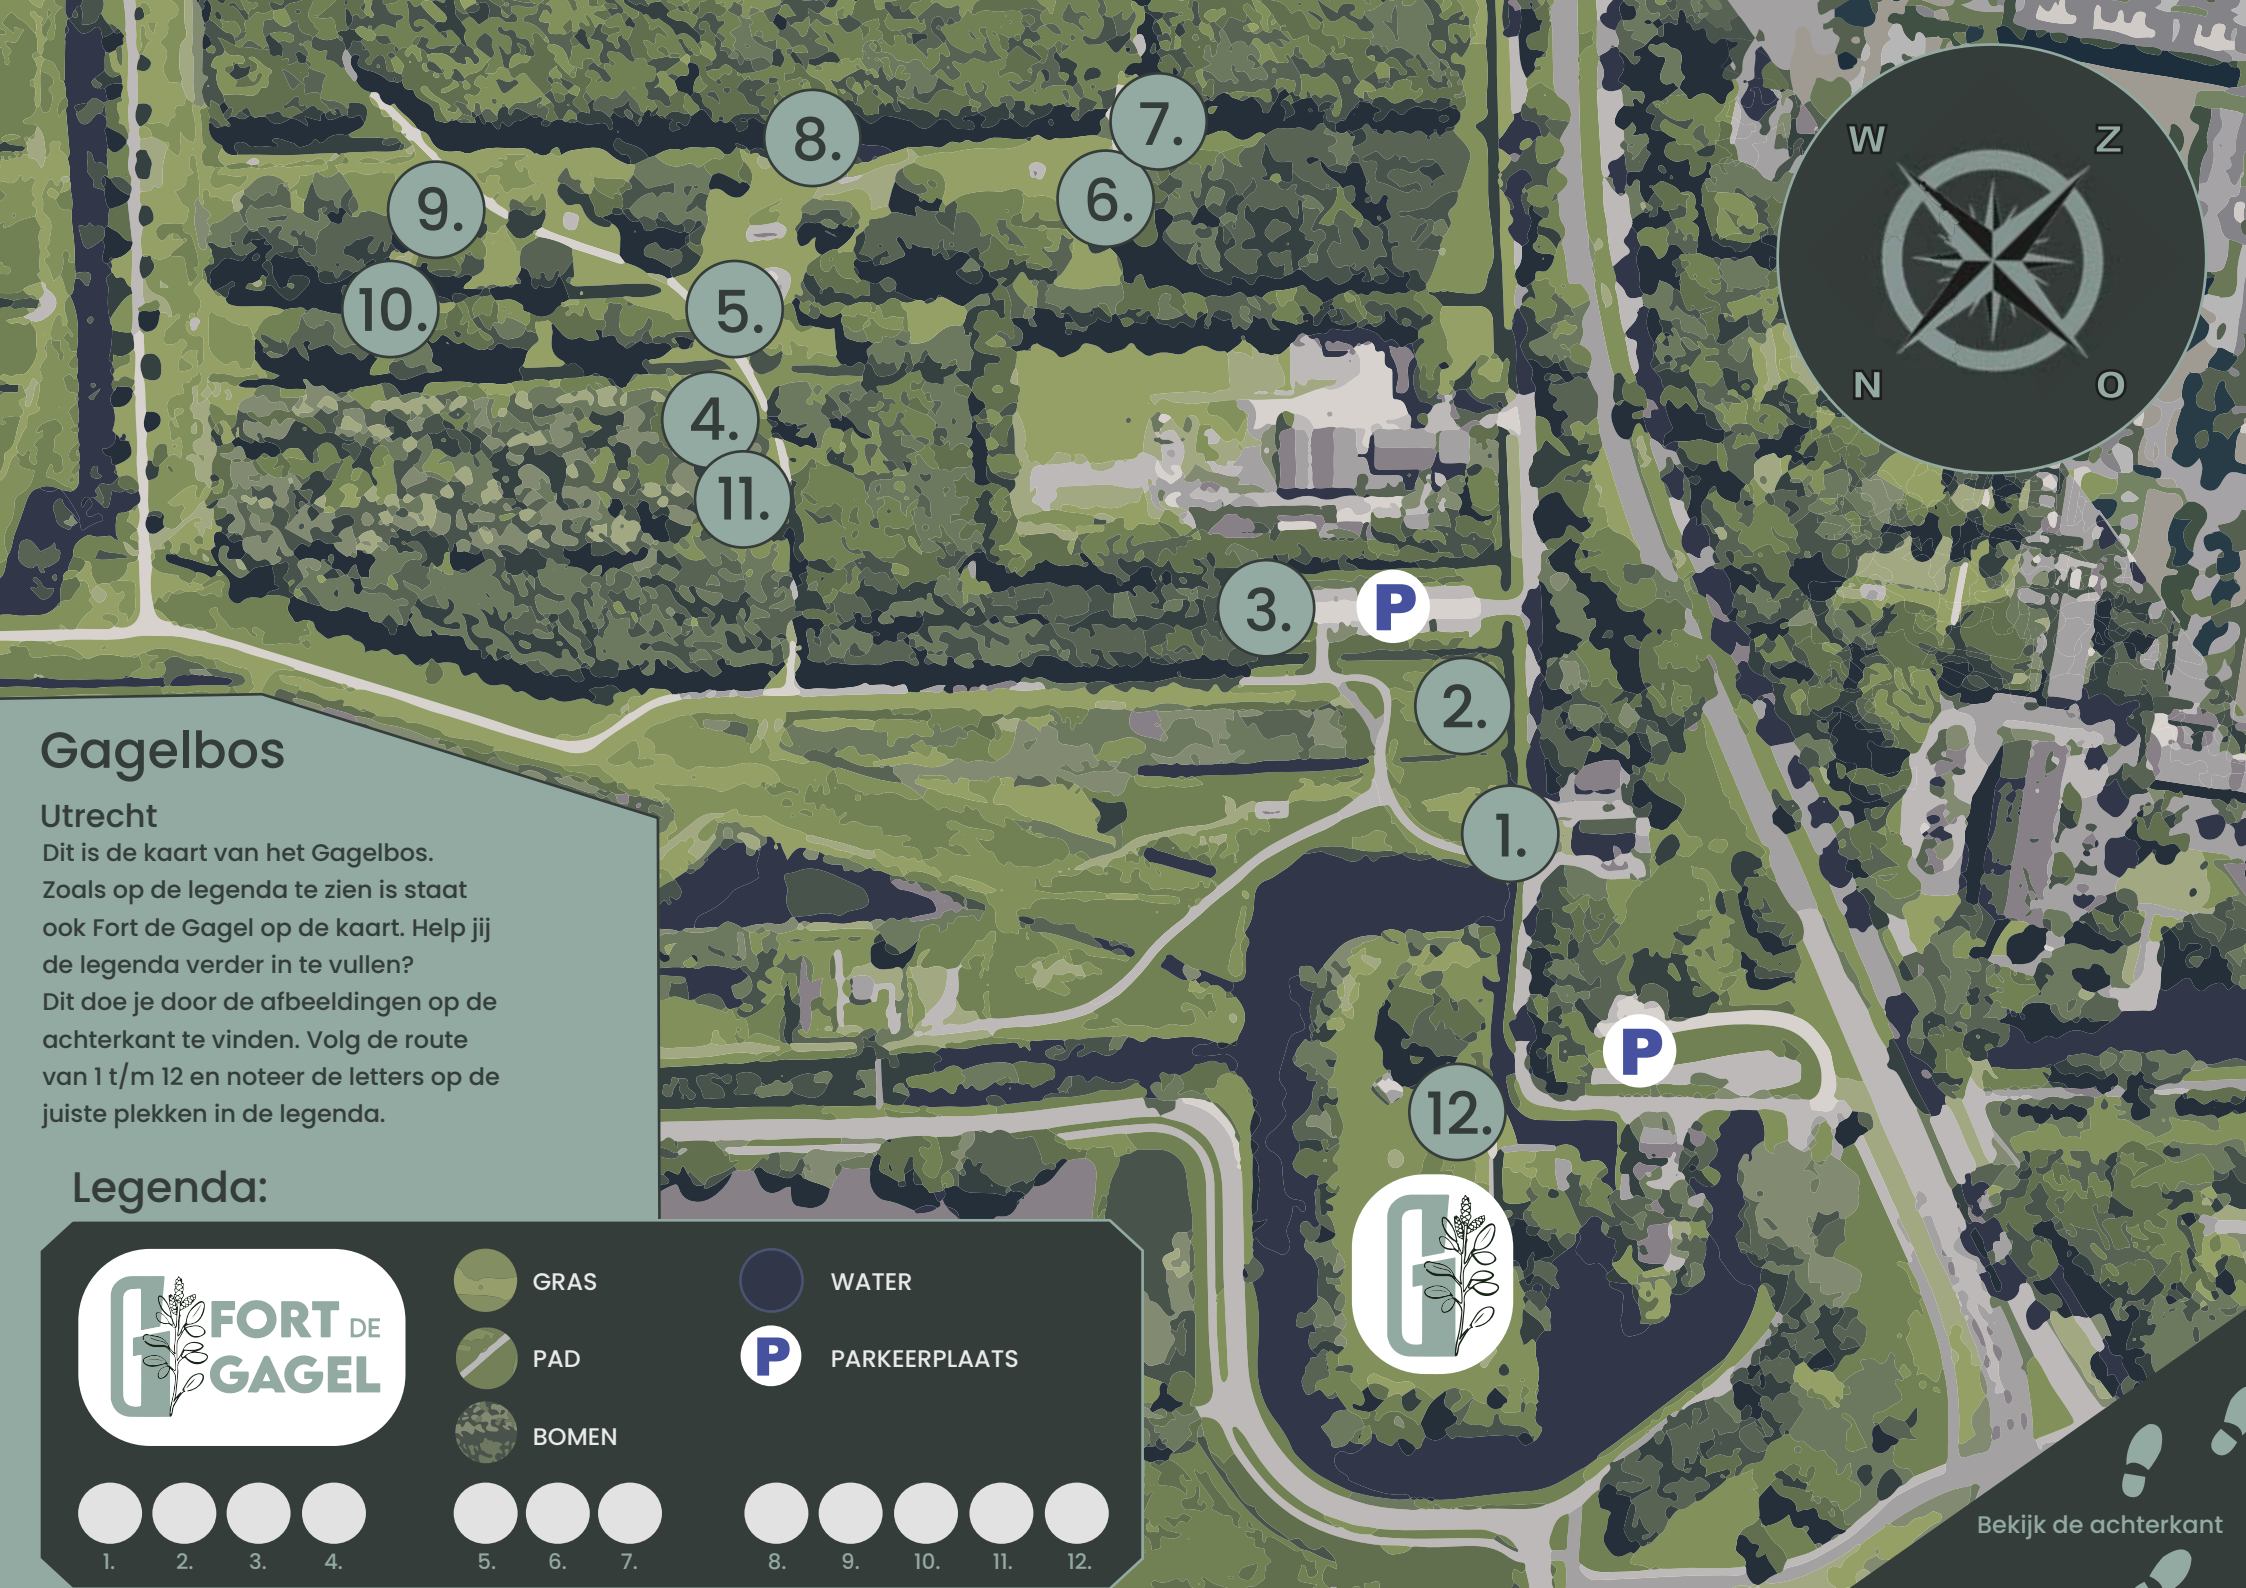 8.
7.
6.
9.
10.
5.
4.
11.
3.
P
2.
1.
P
12.
W
Z
N
O
Gagelbos
Utrecht
Dit is de kaart van het Gagelbos.
Zoals op de legenda te zien is staat
ook Fort de Gagel op de kaart. Help jij
de legenda verder in te vullen?
Dit doe je door de afbeeldingen op de
achterkant te vinden. Volg de route
van 1 t/m 12 en noteer de letters op de
juiste plekken in de legenda.
Legenda:
FORT DE
GAGEL
GRAS
PAD
BOMEN
WATER
P PARKEERPLAATS
1. 2. 3. 4. 5. 6. 7. 8. 9. 10. 11. 12.
Bekijk de achterkant